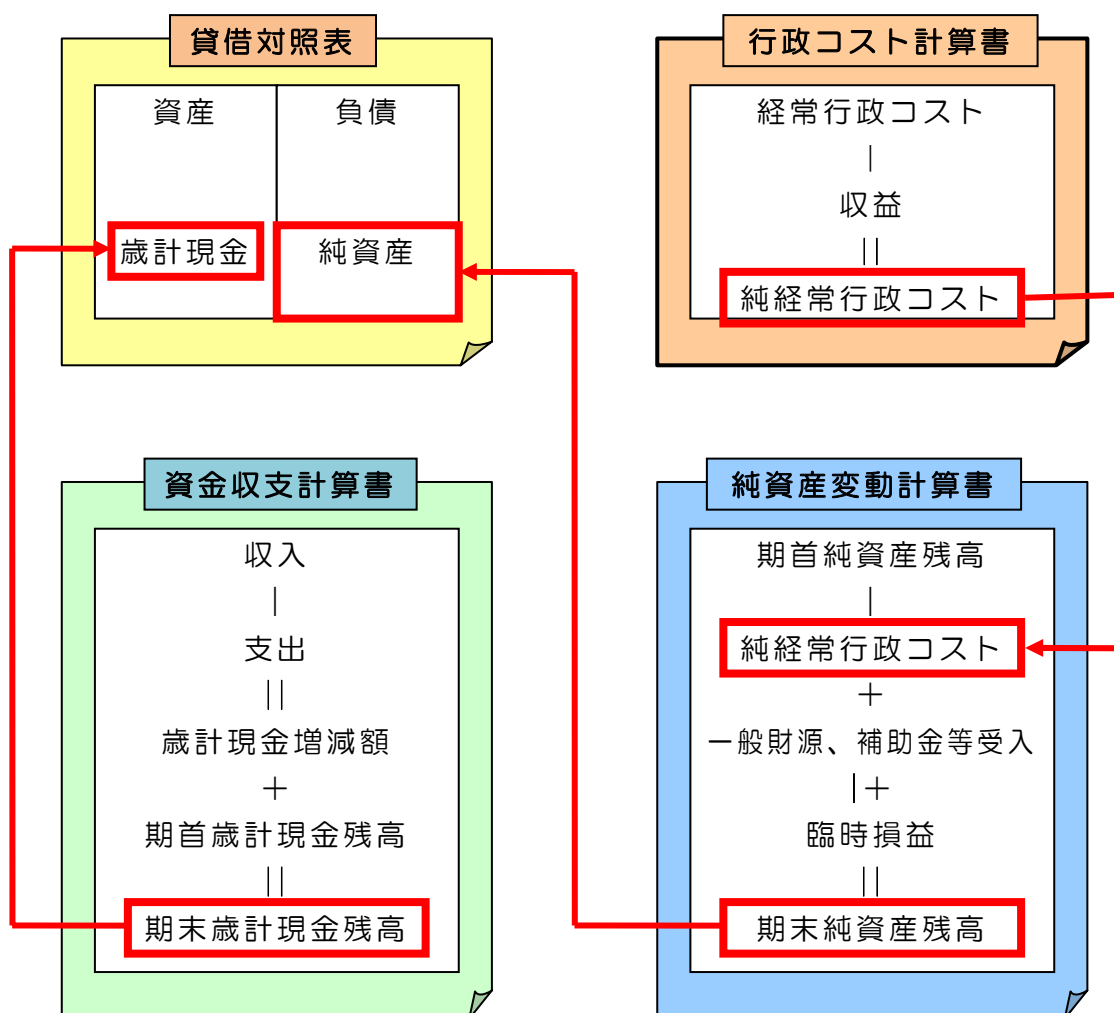 貸借対照表
資産
負債
歳計現金
純資産
行政コスト計算書
経常行政コスト
|
収益
||
純経常行政コスト
資金収支計算書
収入
|
支出
||
歳計現金増減額
+
期首歳計現金残高
||
期末歳計現金残高
純資産変動計算書
期首純資産残高
|
純経常行政コスト
+
一般財源、補助金等受入
|+
臨時損益
||
期末純資産残高